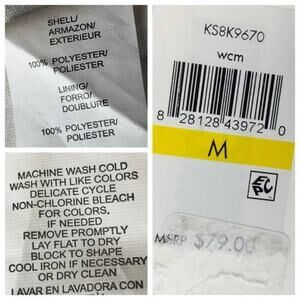 SHELL/
ARMAZON/
EXTERIEUR
100% POLYESTER/
POLIESTER
LINING/
FORRO/
DOUBLURE
100% POLYESTER/
POLIESTER
MACHINE WASH COLD
WASH WITH LIKE COLORS
DELICATE CYCLE
NON-CHLORINE BLEACH
FOR COLORS,
IF NEEDED
REMOVE PROMPTLY
LAY FLAT TO DRY
BLOCK TO SHAPE
COOL IRON IF NECESSARY
OR DRY CLEAN
LAVAR EN LAVADORA CON
KS8K9670
wcm
8 28128 43972 0
M
EPC
MSRP $79.00